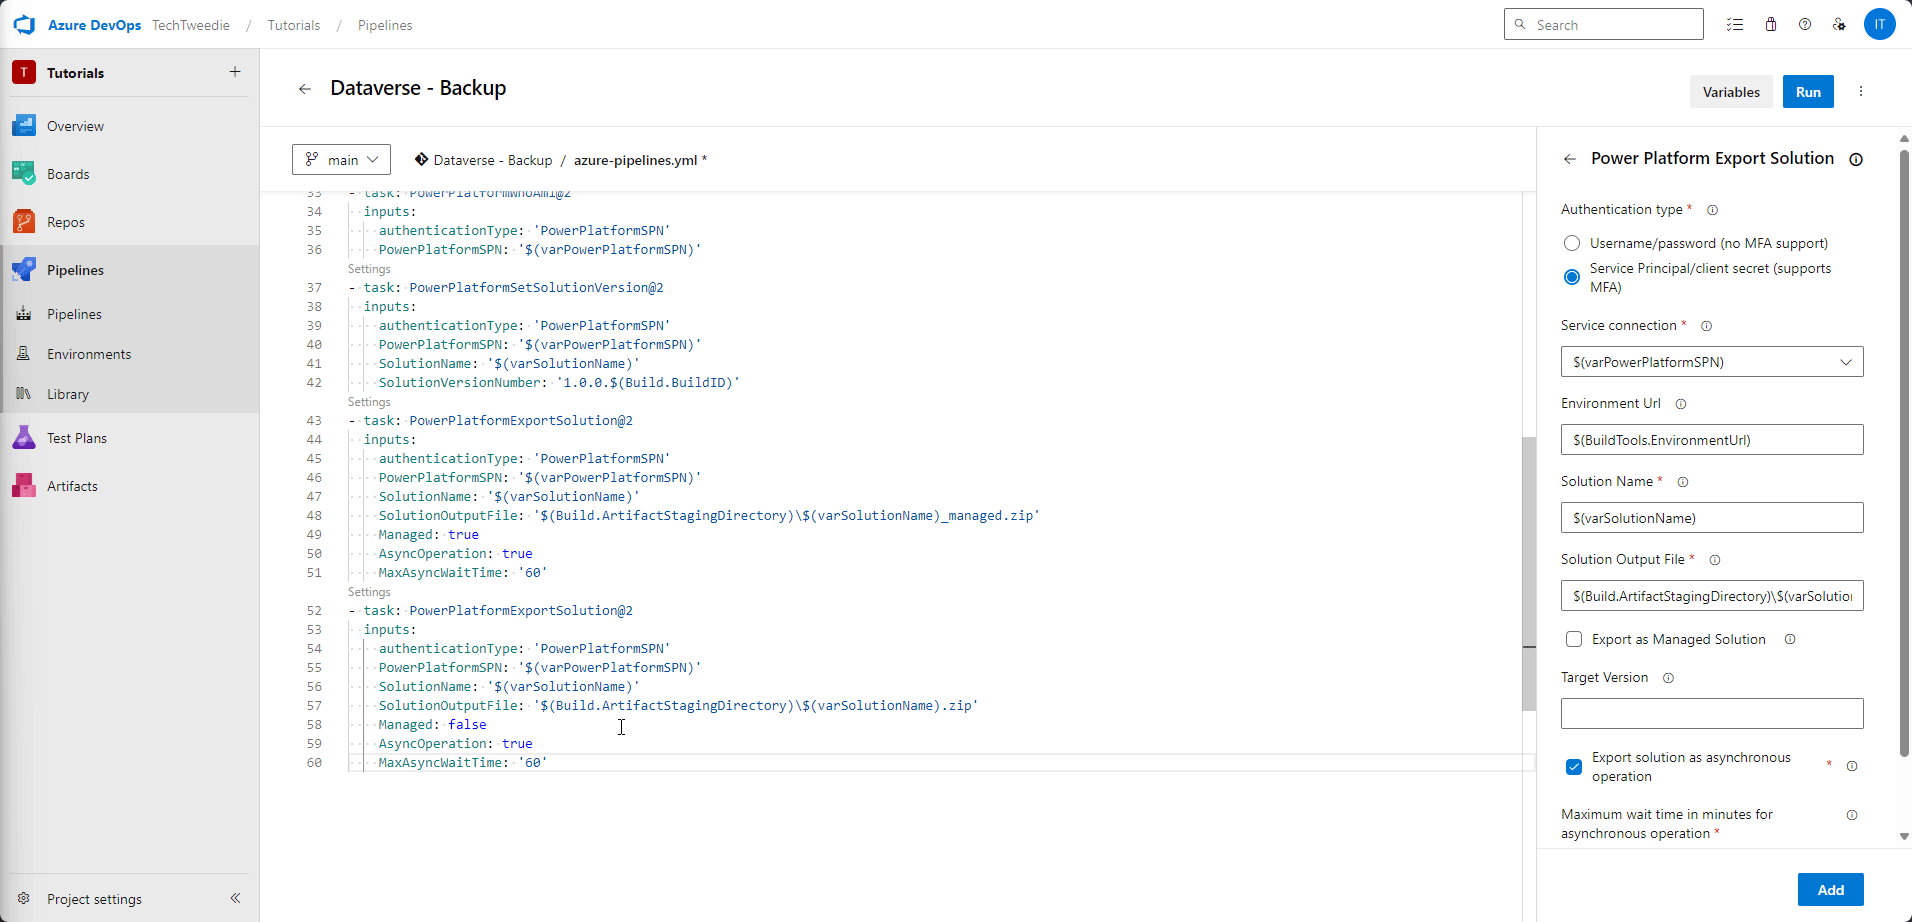 Azure DevOps TechTweedie / Tutorials / Pipelines
Search
IT
T Tutorials
Overview
Boards
Repos
Pipelines
Pipelines
Environments
Library
Test Plans
Artifacts
Project settings
Dataverse - Backup
Variables
Run
main
Dataverse - Backup / azure-pipelines.yml *
33 - task: PowerPlatformWhoAmi@2
34 inputs:
35 authenticationType: 'PowerPlatformSPN'
36 PowerPlatformSPN: '$(varPowerPlatformSPN)'
Settings
37 - task: PowerPlatformSetSolutionVersion@2
38 inputs:
39 authenticationType: 'PowerPlatformSPN'
40 PowerPlatformSPN: '$(varPowerPlatformSPN)'
41 SolutionName: '$(varSolutionName)'
42 SolutionVersionNumber: '1.0.0.$(Build.BuildID)'
Settings
43 - task: PowerPlatformExportSolution@2
44 inputs:
45 authenticationType: 'PowerPlatformSPN'
46 PowerPlatformSPN: '$(varPowerPlatformSPN)'
47 SolutionName: '$(varSolutionName)'
48 SolutionOutputFile: '$(Build.ArtifactStagingDirectory)\$(varSolutionName)_managed.zip'
49 Managed: true
50 AsyncOperation: true
51 MaxAsyncWaitTime: '60'
Settings
52 - task: PowerPlatformExportSolution@2
53 inputs:
54 authenticationType: 'PowerPlatformSPN'
55 PowerPlatformSPN: '$(varPowerPlatformSPN)'
56 SolutionName: '$(varSolutionName)'
57 SolutionOutputFile: '$(Build.ArtifactStagingDirectory)\$(varSolutionName).zip'
58 Managed: false
59 AsyncOperation: true
60 MaxAsyncWaitTime: '60'
Power Platform Export Solution
Authentication type *
Username/password (no MFA support)
Service Principal/client secret (supports
MFA)
Service connection *
$(varPowerPlatformSPN)
Environment Url
$(BuildTools.EnvironmentUrl)
Solution Name *
$(varSolutionName)
Solution Output File *
$(Build.ArtifactStagingDirectory)\$(varSolution
Export as Managed Solution
Target Version
Export solution as asynchronous *
operation
Maximum wait time in minutes for
asynchronous operation *
Add